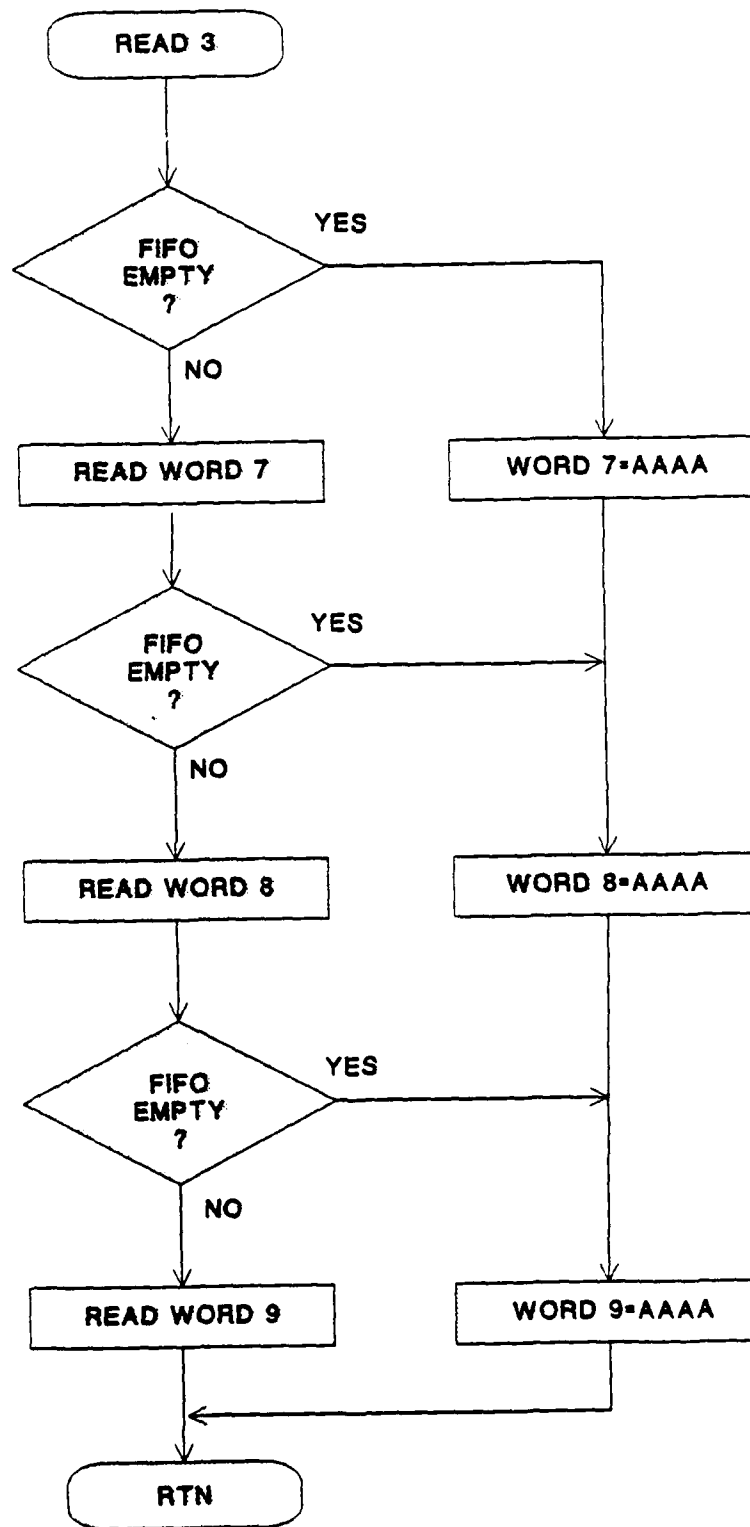 READ 3
FIFO
EMPTY
?
YES
NO
READ WORD 7
WORD 7=AAAA
FIFO
EMPTY
?
YES
NO
READ WORD 8
WORD 8=AAAA
FIFO
EMPTY
?
YES
NO
READ WORD 9
WORD 9=AAAA
RTN